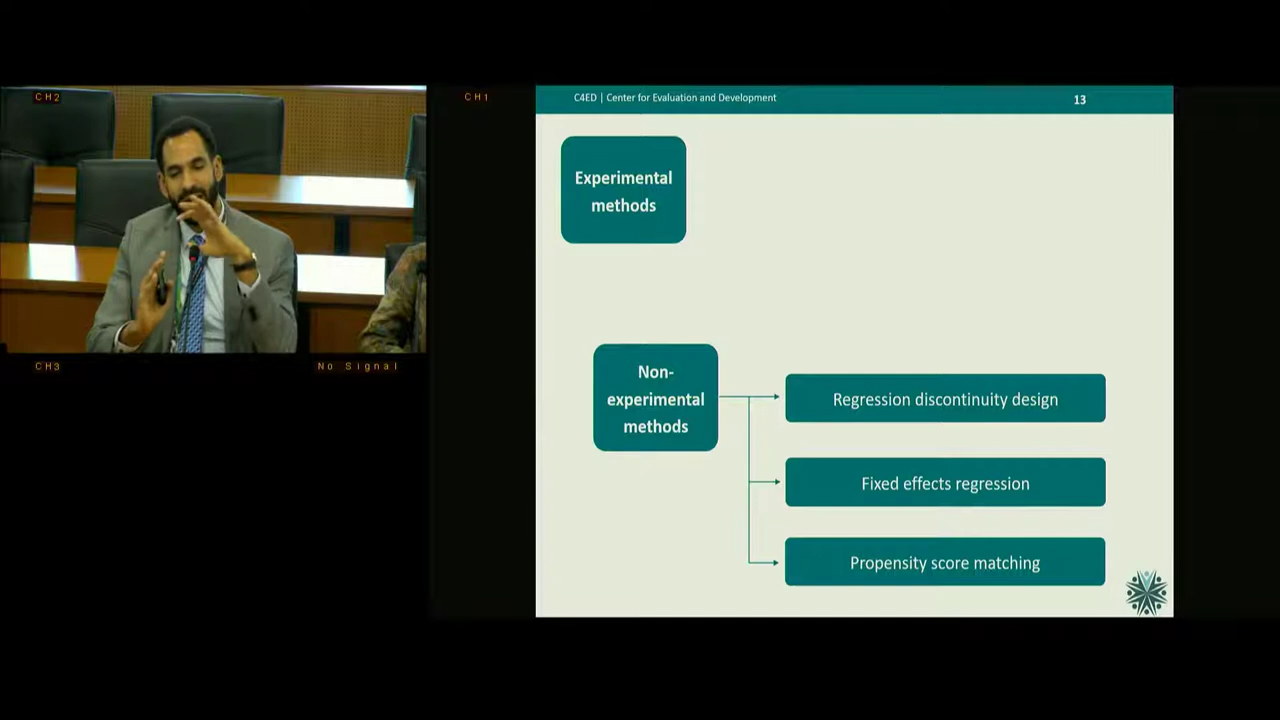 CH2
CH1
C4ED | Center for Evaluation and Development
13
Experimental
methods
Non-
experimental
methods
Regression discontinuity design
Fixed effects regression
Propensity score matching
CH3
No Signal